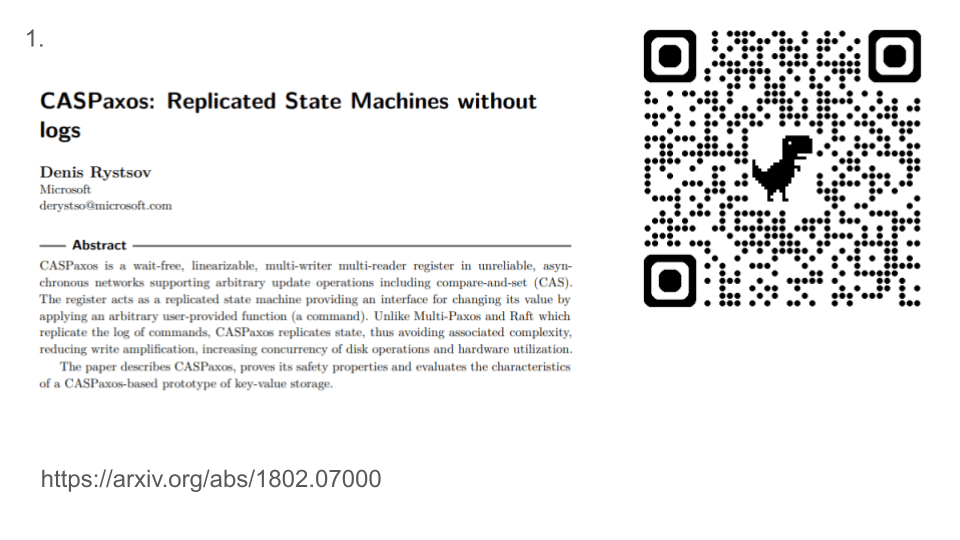 1.
CASPaxos: Replicated State Machines without
logs
Denis Rystsov
Microsoft
derystso@microsoft.com
Abstract
CASPaxos is a wait-free, linearizable, multi-writer multi-reader register in unreliable, asyn-
chronous networks supporting arbitrary update operations including compare-and-set (CAS).
The register acts as a replicated state machine providing an interface for changing its value by
applying an arbitrary user-provided function (a command). Unlike Multi-Paxos and Raft which
replicate the log of commands, CASPaxos replicates state, thus avoiding associated complexity,
reducing write amplification, increasing concurrency of disk operations and hardware utilization.
The paper describes CASPaxos, proves its safety properties and evaluates the characteristics
of a CASPaxos-based prototype of key-value storage.
https://arxiv.org/abs/1802.07000